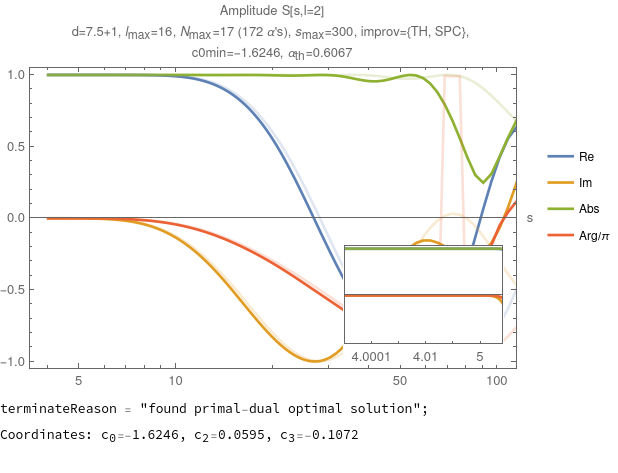 Amplitude S[s,l=2]
d=7.5+1, lmax=16, Nmax=17 (172 α's), smax=300, improv={TH, SPC},
c0min=-1.6246, αth=0.6067
1.0
0.5
0.0
-0.5
-1.0
s
Re
Im
Abs
Arg/π
4.0001 4.01 5
5 10 50 100
terminateReason = "found primal-dual optimal solution";
Coordinates: c0=-1.6246, c2=0.0595, c3=-0.1072